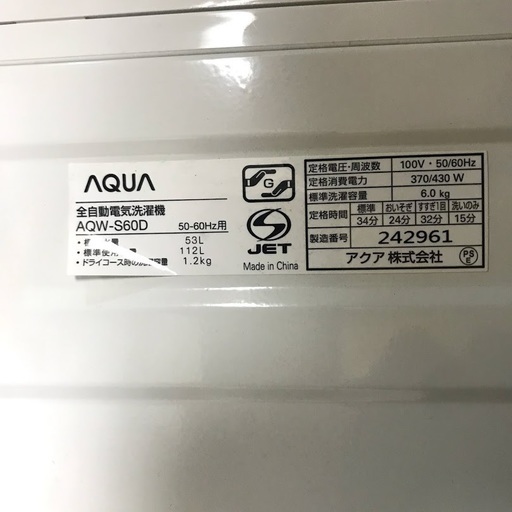 AQUA
全自動電気洗濯機
AQW-S60D 50-60Hz用
53L
・標準使用 112L
・ドライコース時の 容量 1.2kg
G
S
JET
Made in China
定格電圧・周波数 100V・50/60Hz
定格消費電力 370/430 W
標準洗濯容量 6.0 kg
定格時間 標準 おいそぎ すすぎ1回 洗いのみ
34分 24分 32分 15分
製造番号 242961
アクア 株式会社
PS
E